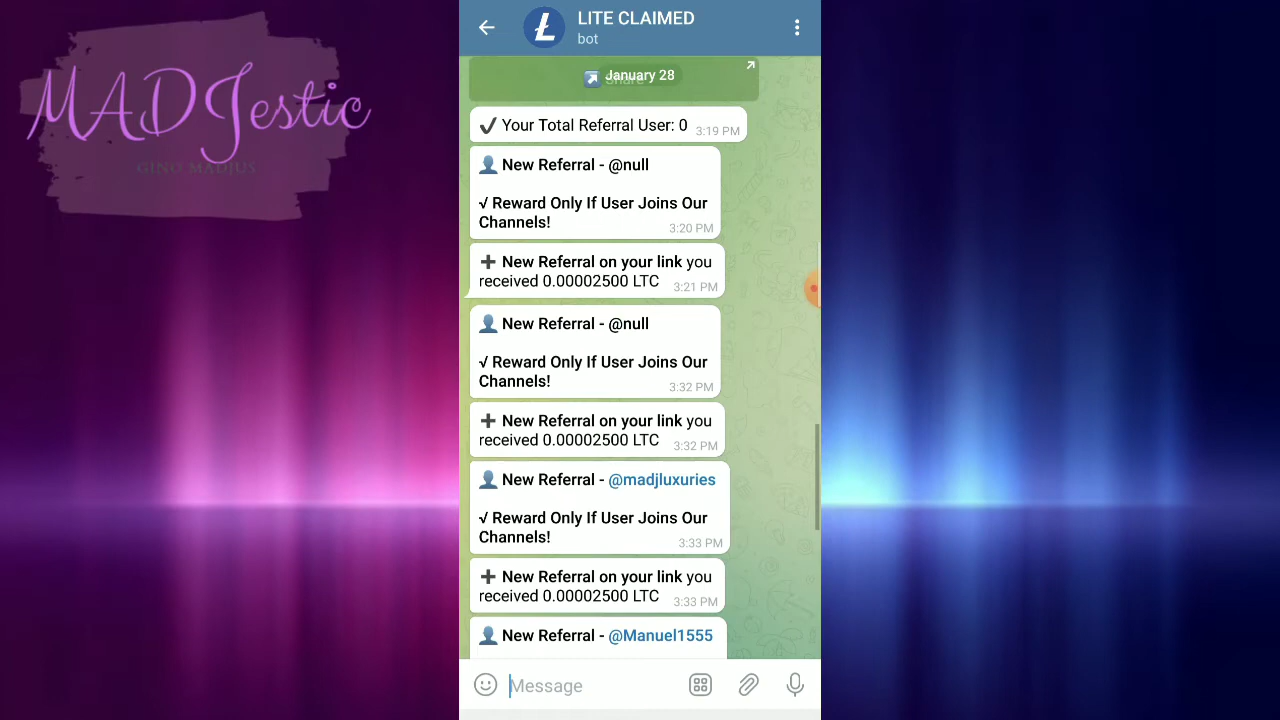 MADJestic
GINO MADJUS
LITE CLAIMED
bot
January 28
✔ Your Total Referral User: 0 3:19 PM
👤 New Referral - @null
√ Reward Only If User Joins Our
Channels!
3:20 PM
➕ New Referral on your link you
received 0.00002500 LTC 3:21 PM
👤 New Referral - @null
√ Reward Only If User Joins Our
Channels!
3:32 PM
➕ New Referral on your link you
received 0.00002500 LTC 3:32 PM
👤 New Referral - @madjluxuries
√ Reward Only If User Joins Our
Channels!
3:33 PM
➕ New Referral on your link you
received 0.00002500 LTC 3:33 PM
👤 New Referral - @Manuel1555
Message